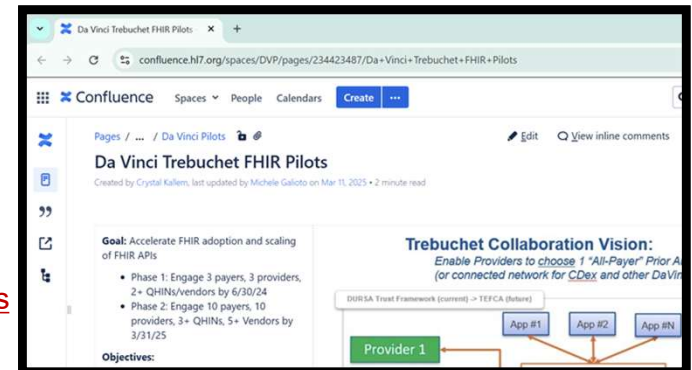 Da Vinci Trebuchet FHIR Pilots
confluence.hl7.org/spaces/DVP/pages/234423487/Da+Vinci+Trebuchet+FHIR+Pilots
Confluence Spaces People Calendars Create ...
Pages / ... / Da Vinci Pilots Edit View inline comments
Da Vinci Trebuchet FHIR Pilots
Created by Crystal Kallem, last updated by Michele Galioto on Mar 11, 2025 • 2 minute read
Goal: Accelerate FHIR adoption and scaling
of FHIR APIs
• Phase 1: Engage 3 payers, 3 providers,
2+ QHINs/vendors by 6/30/24
• Phase 2: Engage 10 payers, 10
providers, 3+ QHINs, 5+ Vendors by
3/31/25
Objectives:
Trebuchet Collaboration Vision:
Enable Providers to choose 1 "All-Payer" Prior A
(or connected network for CDex and other DaVin
DURSA Trust Framework (current) -> TEFCA (future)
App #1 App #2 App #N
Provider 1
s